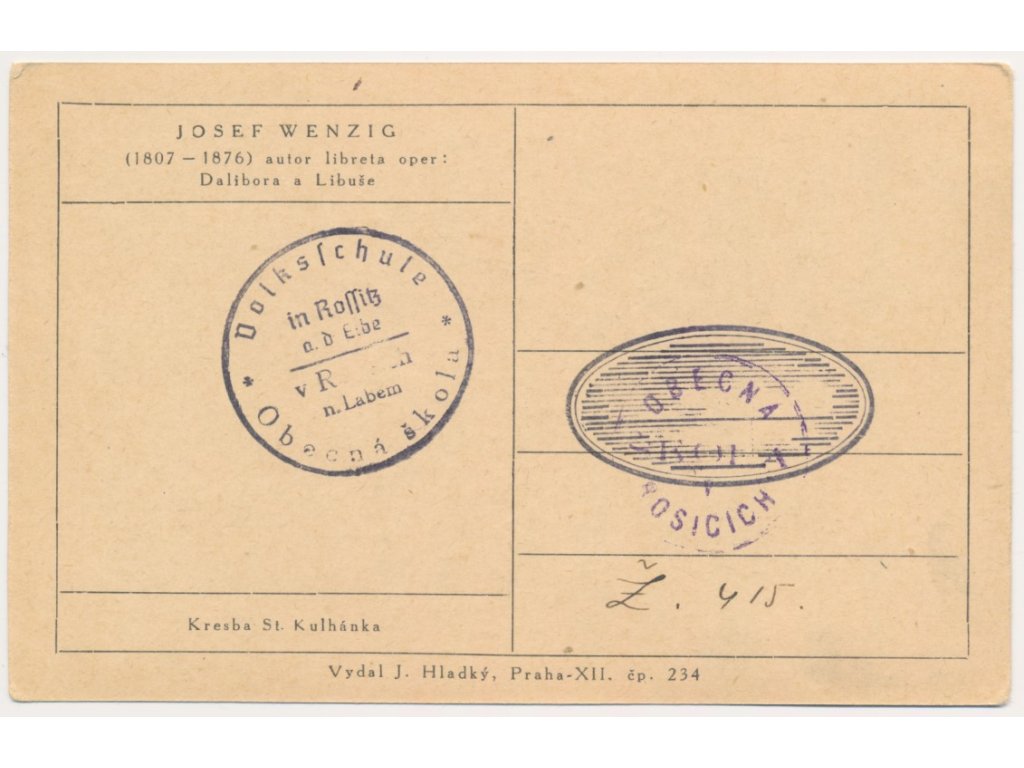 JOSEF WENZIG
(1807 – 1876) autor libreta oper:
Dalibora a Libuše
Volksſchule
in Roſſitz
a. d Elbe
v
n. Labem
* Obecná škola *
OBECNÁ
V
ROSICICH
Ž. 415.
Kresba St. Kulhánka
Vydal J. Hladký, Praha-XII. čp. 234